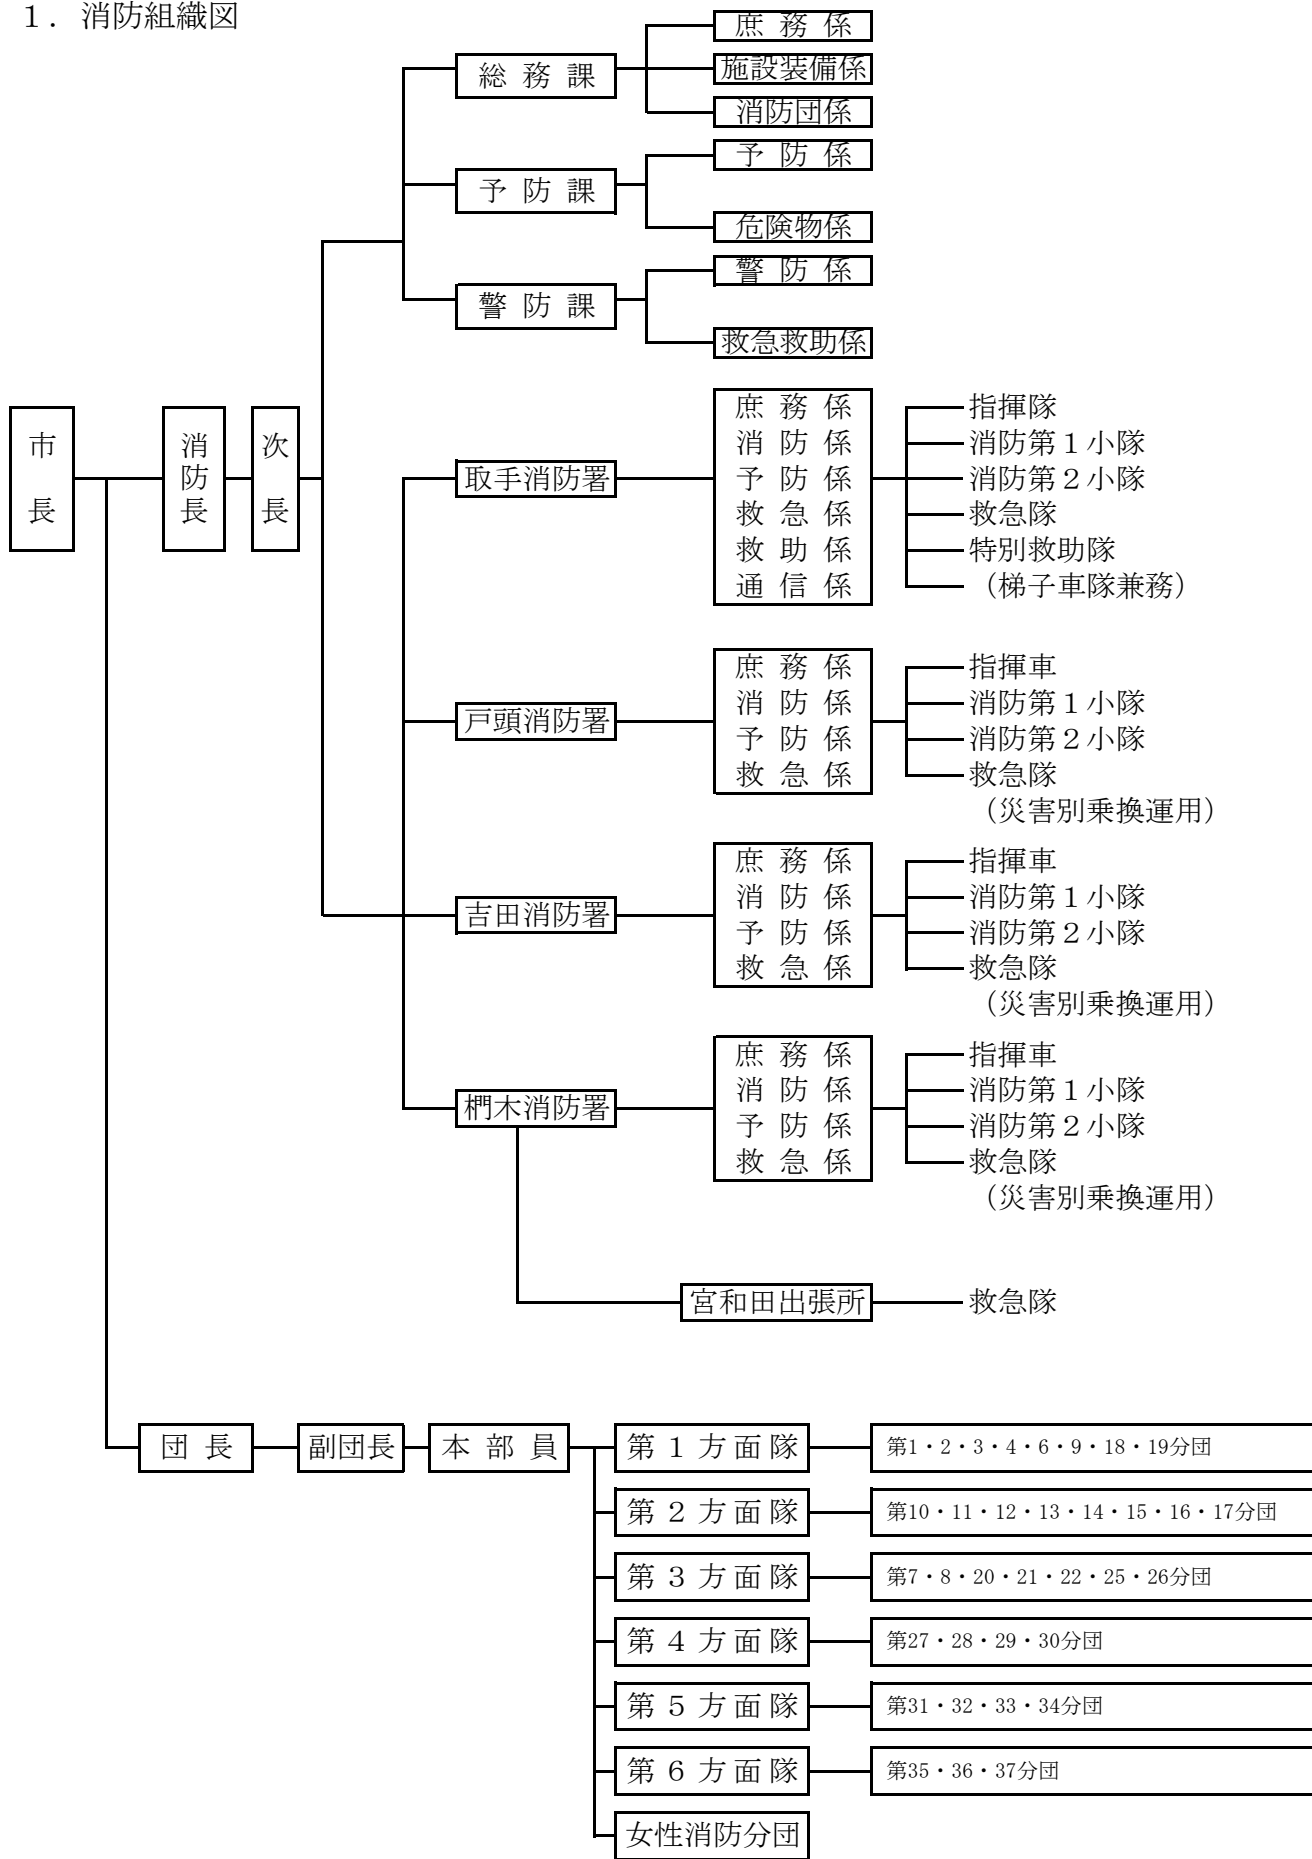 １．消防組織図
庶務係
総務課
施設装備係
消防団係
予防係
予防課
危険物係
警防係
警防課
救急救助係
市長
消防長
次長
取手消防署
庶務係
消防係
予防係
救急係
救助係
通信係
指揮隊
消防第１小隊
消防第２小隊
救急隊
特別救助隊
（梯子車隊兼務）
戸頭消防署
庶務係
消防係
予防係
救急係
指揮車
消防第１小隊
消防第２小隊
救急隊
（災害別乗換運用）
吉田消防署
庶務係
消防係
予防係
救急係
指揮車
消防第１小隊
消防第２小隊
救急隊
（災害別乗換運用）
椚木消防署
庶務係
消防係
予防係
救急係
指揮車
消防第１小隊
消防第２小隊
救急隊
（災害別乗換運用）
宮和田出張所
救急隊
団長
副団長
本部員
第１方面隊
第1・2・3・4・6・9・18・19分団
第２方面隊
第10・11・12・13・14・15・16・17分団
第３方面隊
第7・8・20・21・22・25・26分団
第４方面隊
第27・28・29・30分団
第５方面隊
第31・32・33・34分団
第６方面隊
第35・36・37分団
女性消防分団